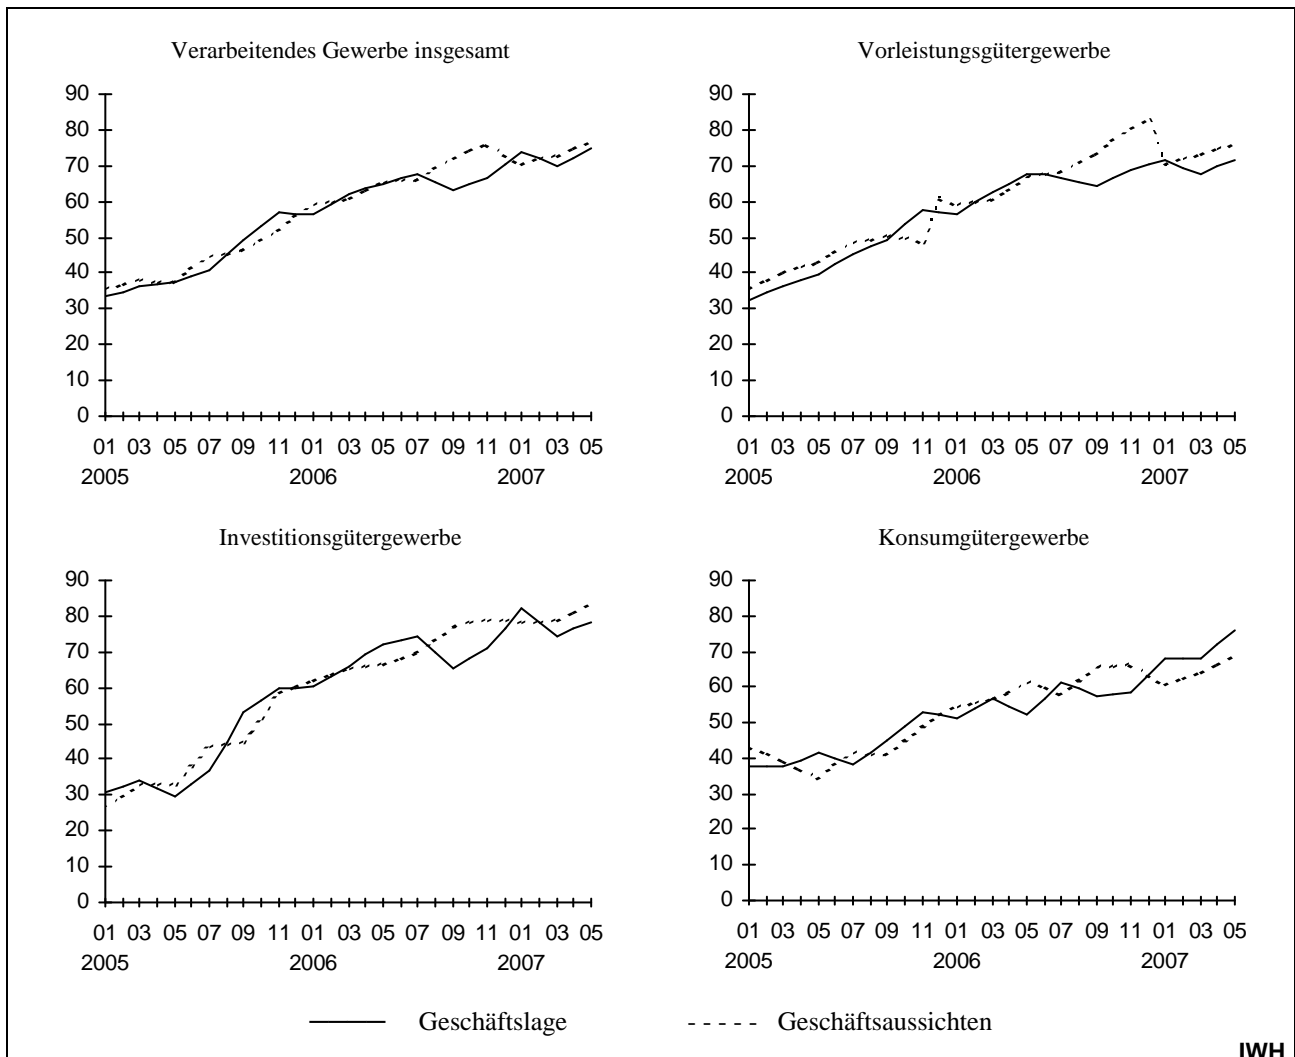 Verarbeitendes Gewerbe insgesamt
90
80
70
60
50
40
30
20
10
0
01 03 05 07 09 11 01 03 05 07 09 11 01 03 05
2005 2006 2007
Vorleistungsgütergewerbe
90
80
70
60
50
40
30
20
10
0
01 03 05 07 09 11 01 03 05 07 09 11 01 03 05
2005 2006 2007
Investitionsgütergewerbe
90
80
70
60
50
40
30
20
10
0
01 03 05 07 09 11 01 03 05 07 09 11 01 03 05
2005 2006 2007
Konsumgütergewerbe
90
80
70
60
50
40
30
20
10
0
01 03 05 07 09 11 01 03 05 07 09 11 01 03 05
2005 2006 2007
Geschäftslage Geschäftsaussichten
IWH